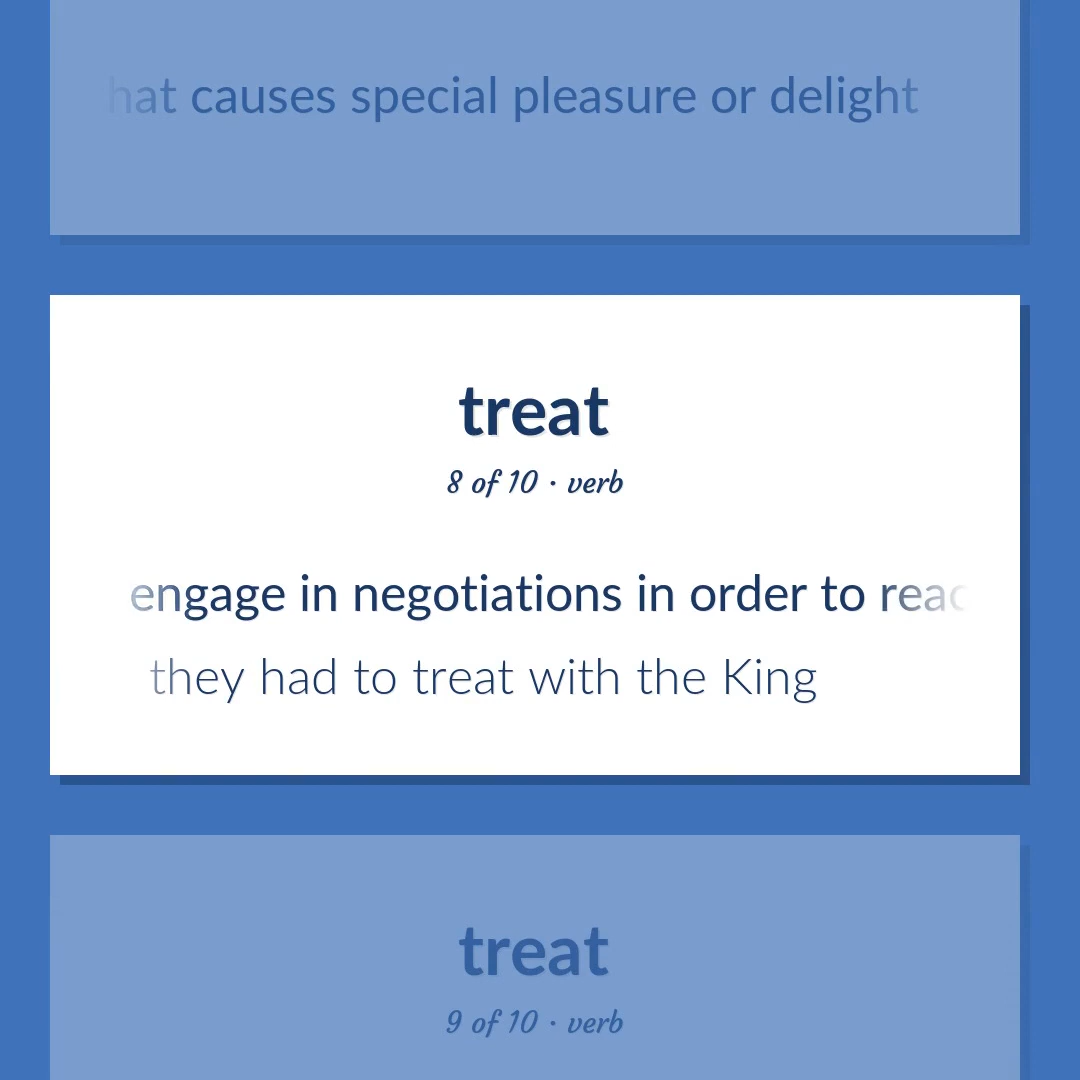 hat causes special pleasure or delight
treat
8 of 10 · verb
engage in negotiations in order to reac
they had to treat with the King
treat
9 of 10 · verb